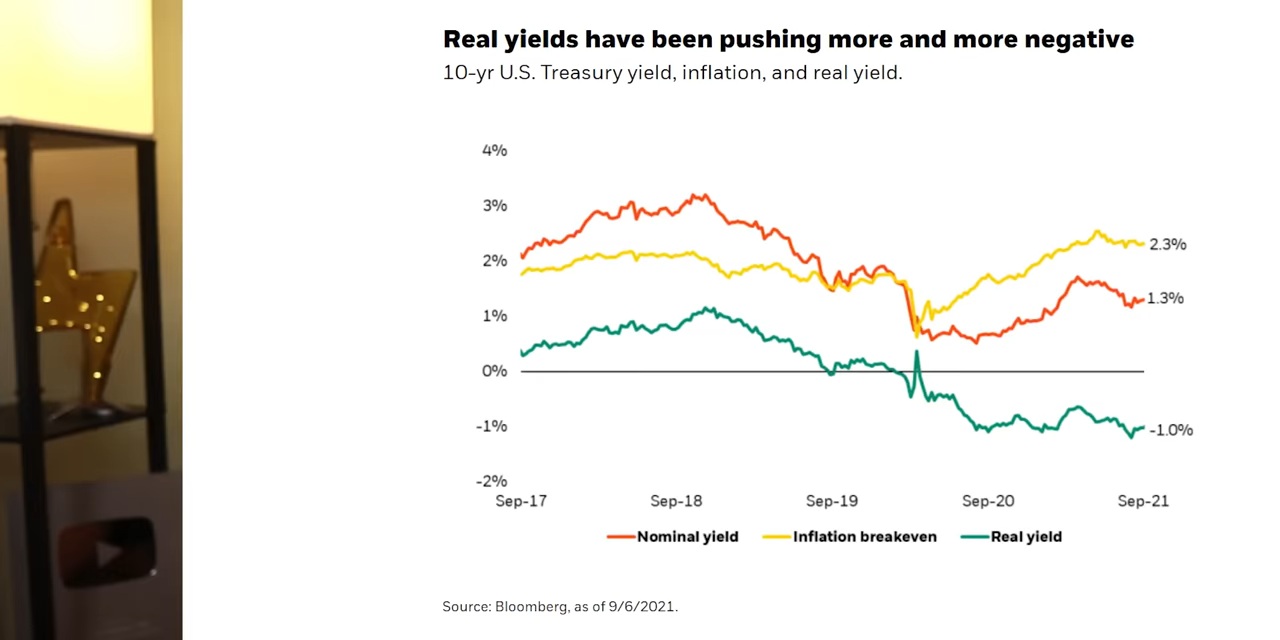 Real yields have been pushing more and more negative
10-yr U.S. Treasury yield, inflation, and real yield.
4%
3%
2%
1%
0%
-1%
-2%
2.3%
1.3%
-1.0%
Sep-17 Sep-18 Sep-19 Sep-20 Sep-21
Nominal yield Inflation breakeven Real yield
Source: Bloomberg, as of 9/6/2021.